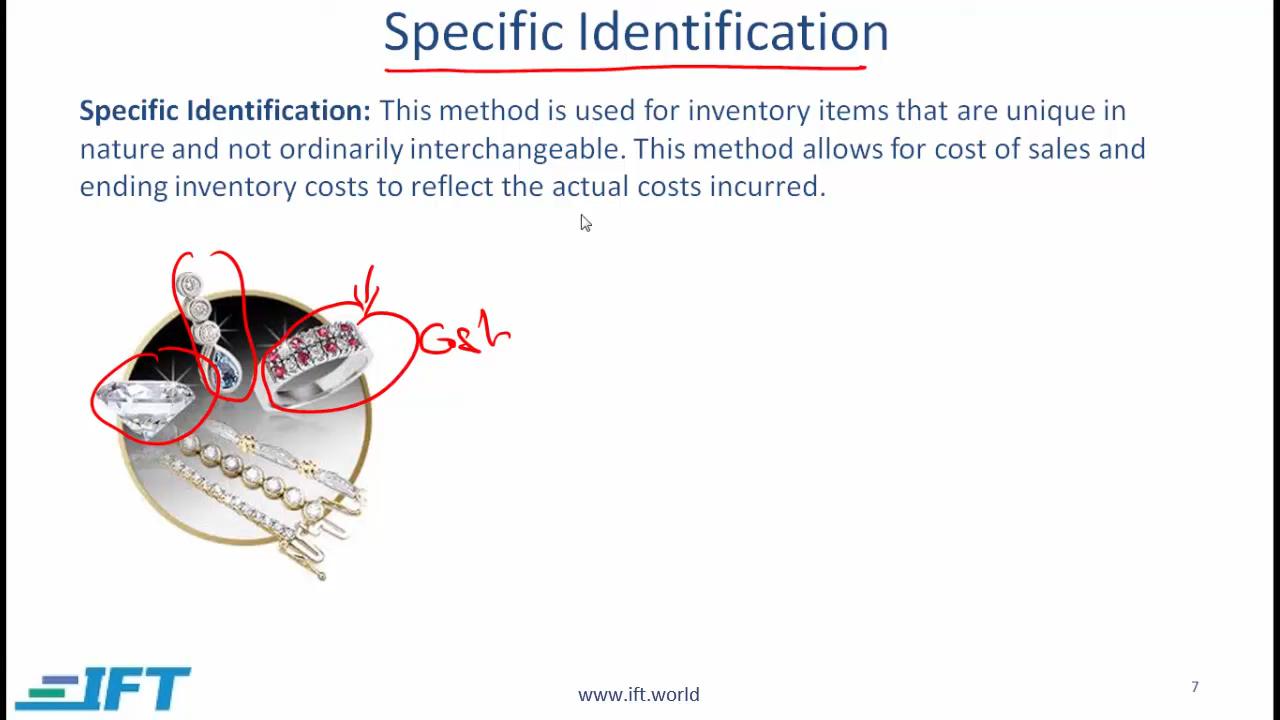 Specific Identification
Specific Identification: This method is used for inventory items that are unique in
nature and not ordinarily interchangeable. This method allows for cost of sales and
ending inventory costs to reflect the actual costs incurred.
IFT
www.ift.world
7